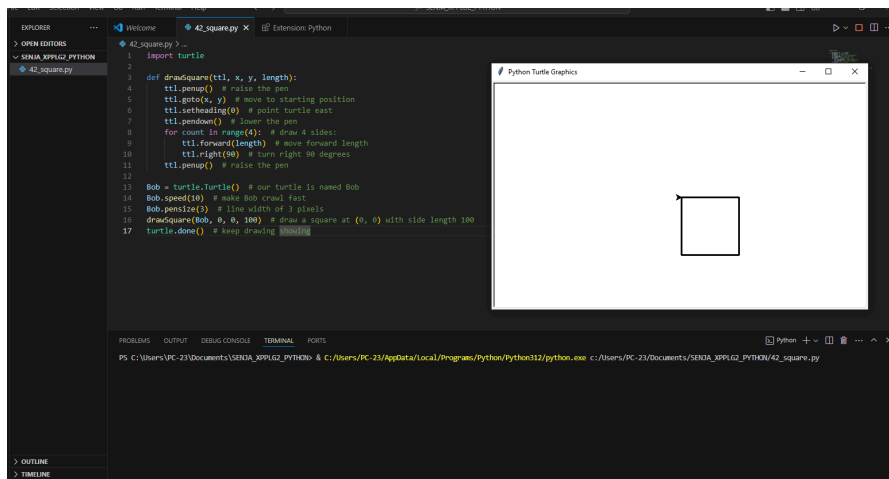 File Edit Selection View Go Run Terminal Help
EXPLORER ...
Welcome 42_square.py × Extension: Python
> OPEN EDITORS
SENJA_XPPLG2_PYTHON
42_square.py
42_square.py > ...
1 import turtle
2
3 def drawSquare(ttl, x, y, length):
4 ttl.penup() # raise the pen
5 ttl.goto(x, y) # move to starting position
6 ttl.setheading(0) # point turtle east
7 ttl.pendown() # lower the pen
8 for count in range(4): # draw 4 sides:
9 ttl.forward(length) # move forward length
10 ttl.right(90) # turn right 90 degrees
11 ttl.penup() # raise the pen
12
13 Bob = turtle.Turtle() # our turtle is named Bob
14 Bob.speed(10) # make Bob crawl fast
15 Bob.pensize(3) # line width of 3 pixels
16 drawSquare(Bob, 0, 0, 100) # draw a square at (0, 0) with side length 100
17 turtle.done() # keep drawing showing
Python Turtle Graphics
PROBLEMS OUTPUT DEBUG CONSOLE TERMINAL PORTS
Python
PS C:\Users\PC-23\Documents\SENJA_XPPLG2_PYTHON> & C:/Users/PC-23/AppData/Local/Programs/Python/Python312/python.exe c:/Users/PC-23/Documents/SENJA_XPPLG2_PYTHON/42_square.py
> OUTLINE
> TIMELINE